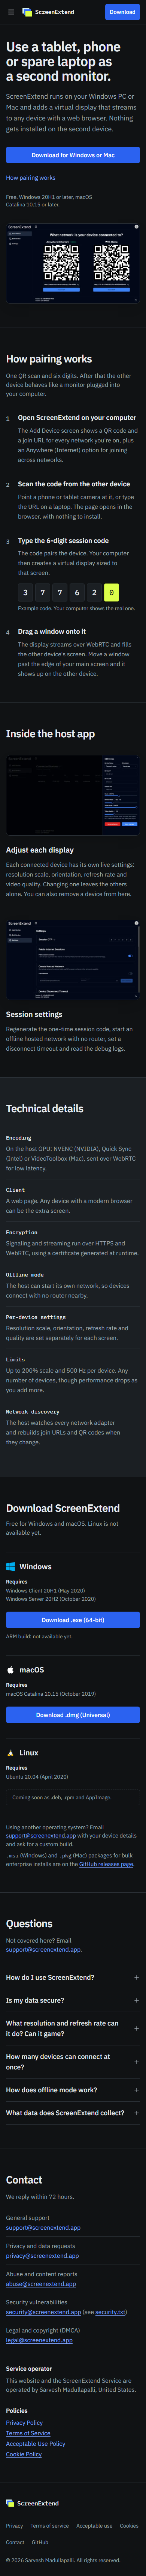 ScreenExtend
Download
Use a tablet, phone
or spare laptop as
a second monitor.
ScreenExtend runs on your Windows PC or
Mac and adds a virtual display that streams
to any device with a web browser. Nothing
gets installed on the second device.
Download for Windows or Mac
How pairing works
Free. Windows 20H1 or later, macOS
Catalina 10.15 or later.
ScreenExtend
What network is your device connected to?
How pairing works
One QR scan and six digits. After that the other
device behaves like a monitor plugged into
your computer.
1 Open ScreenExtend on your computer
The Add Device screen shows a QR code and
a join URL for every network you're on, plus
an Anywhere (Internet) option for joining
across networks.
2 Scan the code from the other device
Point a phone or tablet camera at it, or type
the URL on a laptop. The page opens in the
browser, with nothing to install.
3 Type the 6-digit session code
The code pairs the device. Your computer
then creates a virtual display sized to
that screen.
3 7 7 6 2 0
Example code. Your computer shows the real one.
4 Drag a window onto it
The display streams over WebRTC and fills
the other device's screen. Move a window
past the edge of your main screen and it
shows up on the other device.
Inside the host app
Adjust each display
Each connected device has its own live settings:
resolution scale, orientation, refresh rate and
video quality. Changing one leaves the others
alone. You can also remove a device from here.
ScreenExtend
Session settings
Regenerate the one-time session code, start an
offline hosted network with no router, set a
disconnect timeout and read the debug logs.
Technical details
Encoding
On the host GPU: NVENC (NVIDIA), Quick Sync
(Intel) or VideoToolbox (Mac), sent over WebRTC
for low latency.
Client
A web page. Any device with a modern browser
can be the extra screen.
Encryption
Signaling and streaming run over HTTPS and
WebRTC, using a certificate generated at runtime.
Offline mode
The host can start its own network, so devices
connect with no router nearby.
Per-device settings
Resolution scale, orientation, refresh rate and
quality are set separately for each screen.
Limits
Up to 200% scale and 500 Hz per device. Any
number of devices, though performance drops as
you add more.
Network discovery
The host watches every network adapter
and rebuilds join URLs and QR codes when
they change.
Download ScreenExtend
Free for Windows and macOS. Linux is not
available yet.
Windows
Requires
Windows Client 20H1 (May 2020)
Windows Server 20H2 (October 2020)
Download .exe (64-bit)
ARM build: not available yet.
macOS
Requires
macOS Catalina 10.15 (October 2019)
Download .dmg (Universal)
Linux
Requires
Ubuntu 20.04 (April 2020)
Coming soon as .deb, .rpm and AppImage.
Using another operating system? Email
support@screenextend.app with your device details
and ask for a custom build.
.msi (Windows) and .pkg (Mac) packages for bulk
enterprise installs are on the GitHub releases page.
Questions
Not covered here? Email
support@screenextend.app.
How do I use ScreenExtend? +
Is my data secure? +
What resolution and refresh rate can
it do? Can it game? +
How many devices can connect at
once? +
How does offline mode work? +
What data does ScreenExtend collect? +
Contact
We reply within 72 hours.
General support
support@screenextend.app
Privacy and data requests
privacy@screenextend.app
Abuse and content reports
abuse@screenextend.app
Security vulnerabilities
security@screenextend.app (see security.txt)
Legal and copyright (DMCA)
legal@screenextend.app
Service operator
This website and the ScreenExtend Service are
operated by Sarvesh Madullapalli, United States.
Policies
Privacy Policy
Terms of Service
Acceptable Use Policy
Cookie Policy
ScreenExtend
Privacy Terms of service Acceptable use Cookies
Contact GitHub
© 2026 Sarvesh Madullapalli. All rights reserved.